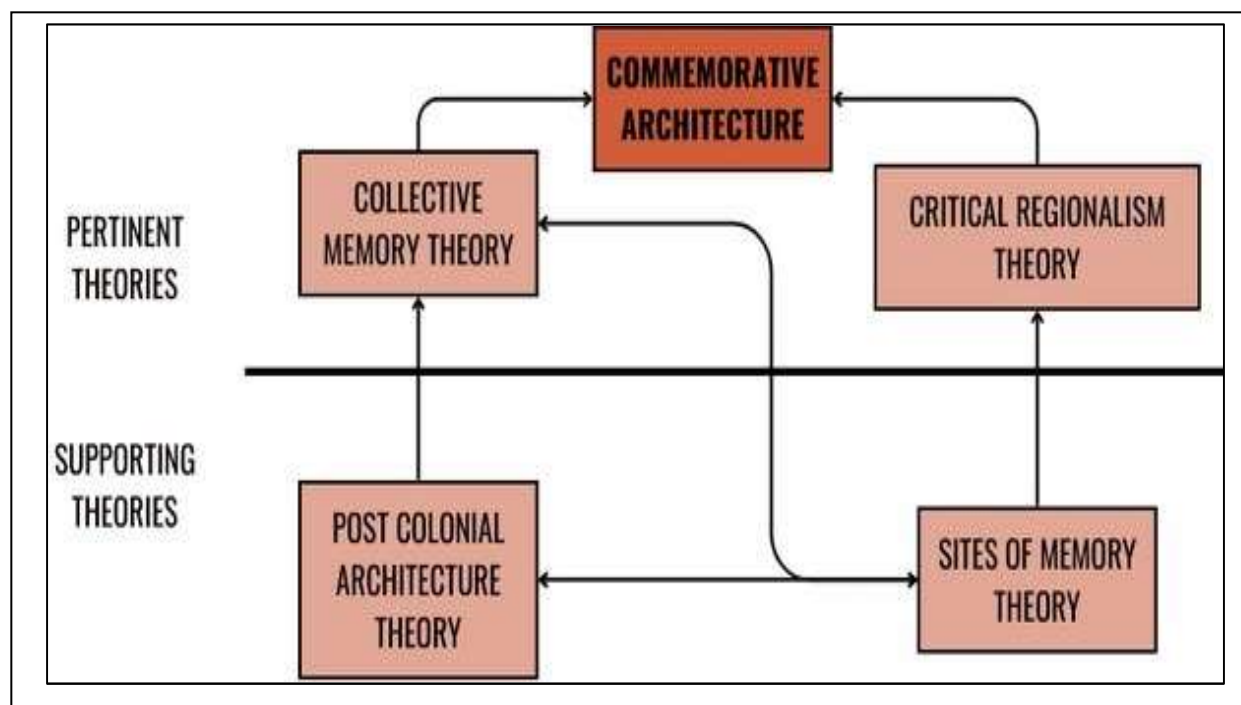 COMMEMORATIVE
ARCHITECTURE
COLLECTIVE
MEMORY THEORY
CRITICAL REGIONALISM
THEORY
PERTINENT
THEORIES
SUPPORTING
THEORIES
POST COLONIAL
ARCHITECTURE
THEORY
SITES OF MEMORY
THEORY